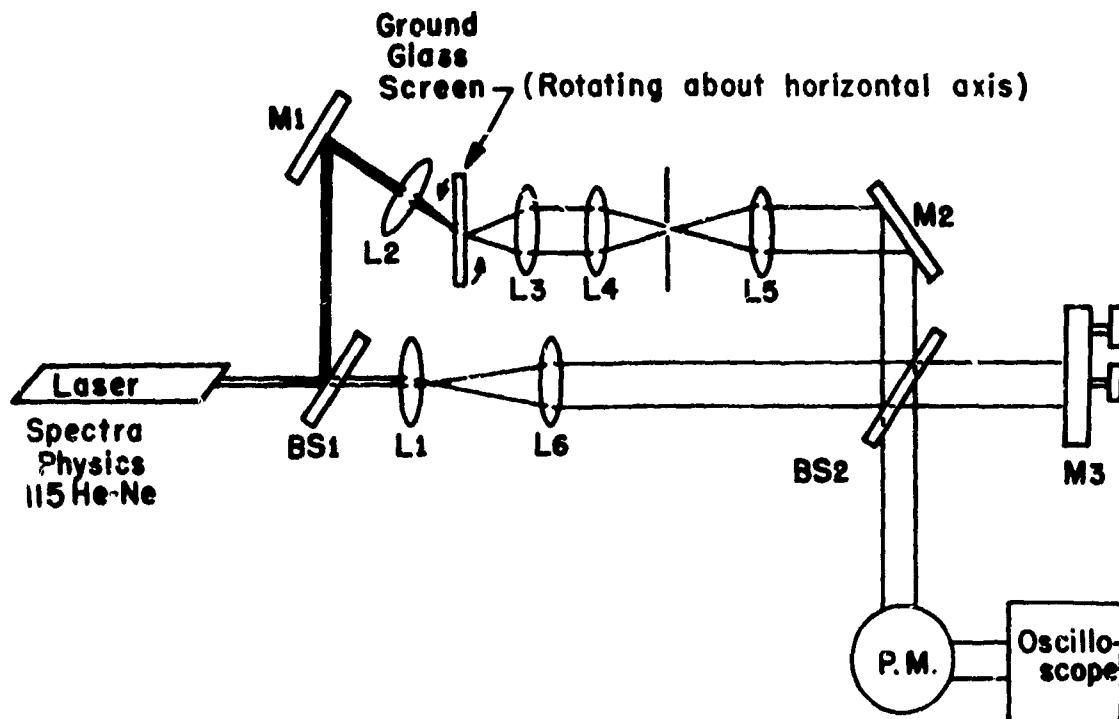 Ground
Glass
Screen (Rotating about horizontal axis)
M1
L2
L3
L4
L5
M2
Laser
Spectra
Physics
115 He-Ne
BS1
L1
L6
BS2
M3
P.M.
Oscillo-
scope